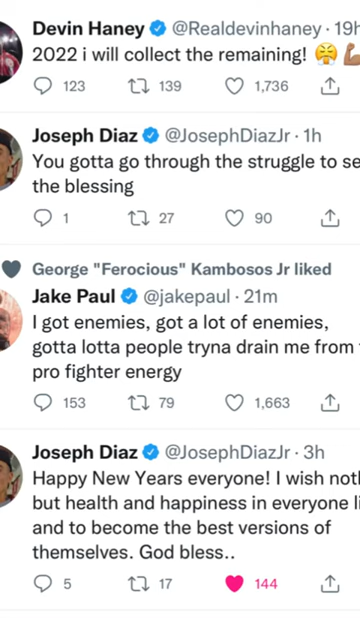 Devin Haney @Realdevinhaney · 19h
2022 i will collect the remaining! 😤 💪🏽
123 139 1,736
Joseph Diaz @JosephDiazJr · 1h
You gotta go through the struggle to se
the blessing
1 27 90
George "Ferocious" Kambosos Jr liked
Jake Paul @jakepaul · 21m
I got enemies, got a lot of enemies,
gotta lotta people tryna drain me from
pro fighter energy
153 79 1,663
Joseph Diaz @JosephDiazJr · 3h
Happy New Years everyone! I wish not
but health and happiness in everyone li
and to become the best versions of
themselves. God bless..
5 17 144